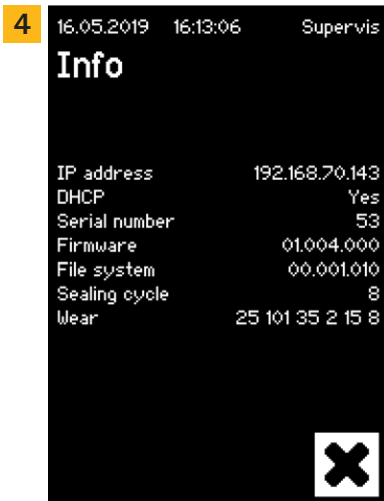 4
16.05.2019 16:13:06 Supervis
Info
IP address 192.168.70.143
DHCP Yes
Serial number 53
Firmware 01.004.000
File system 00.001.010
Sealing cycle 8
Wear 25 101 35 2 15 8